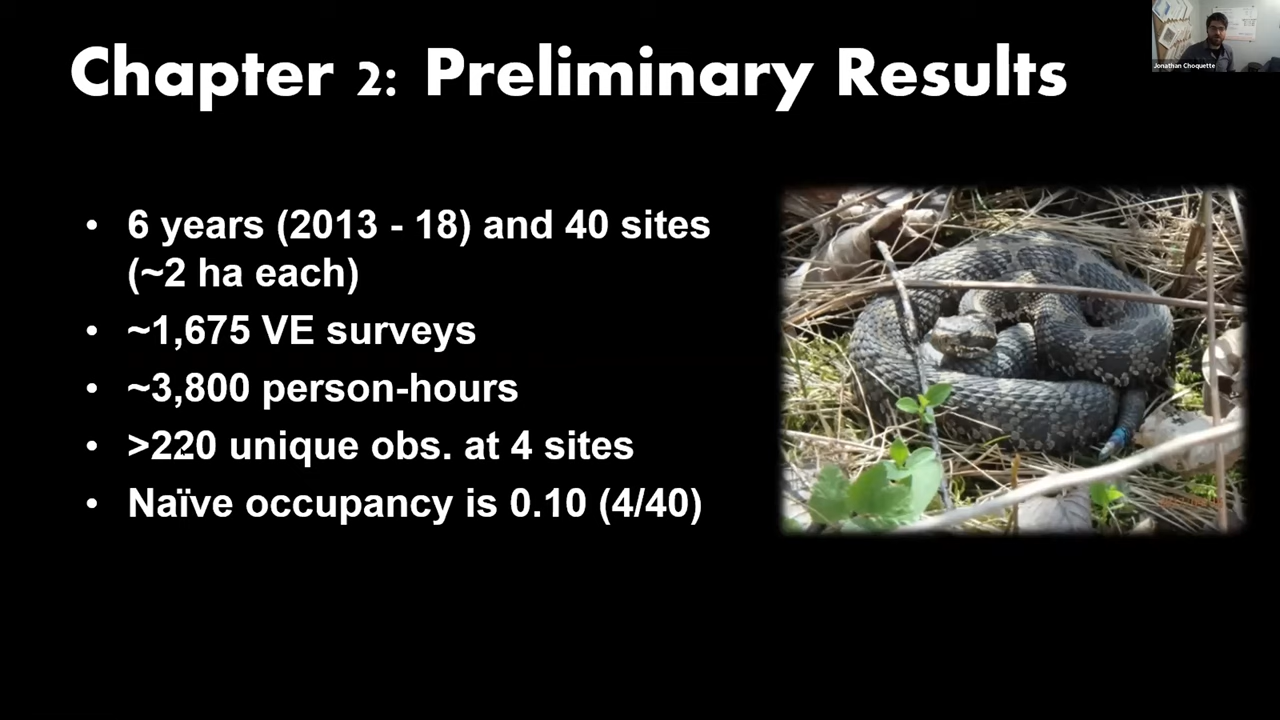 Chapter 2: Preliminary Results
Jonathan Choquette
• 6 years (2013 - 18) and 40 sites
(~2 ha each)
• ~1,675 VE surveys
• ~3,800 person-hours
• >220 unique obs. at 4 sites
• Naïve occupancy is 0.10 (4/40)